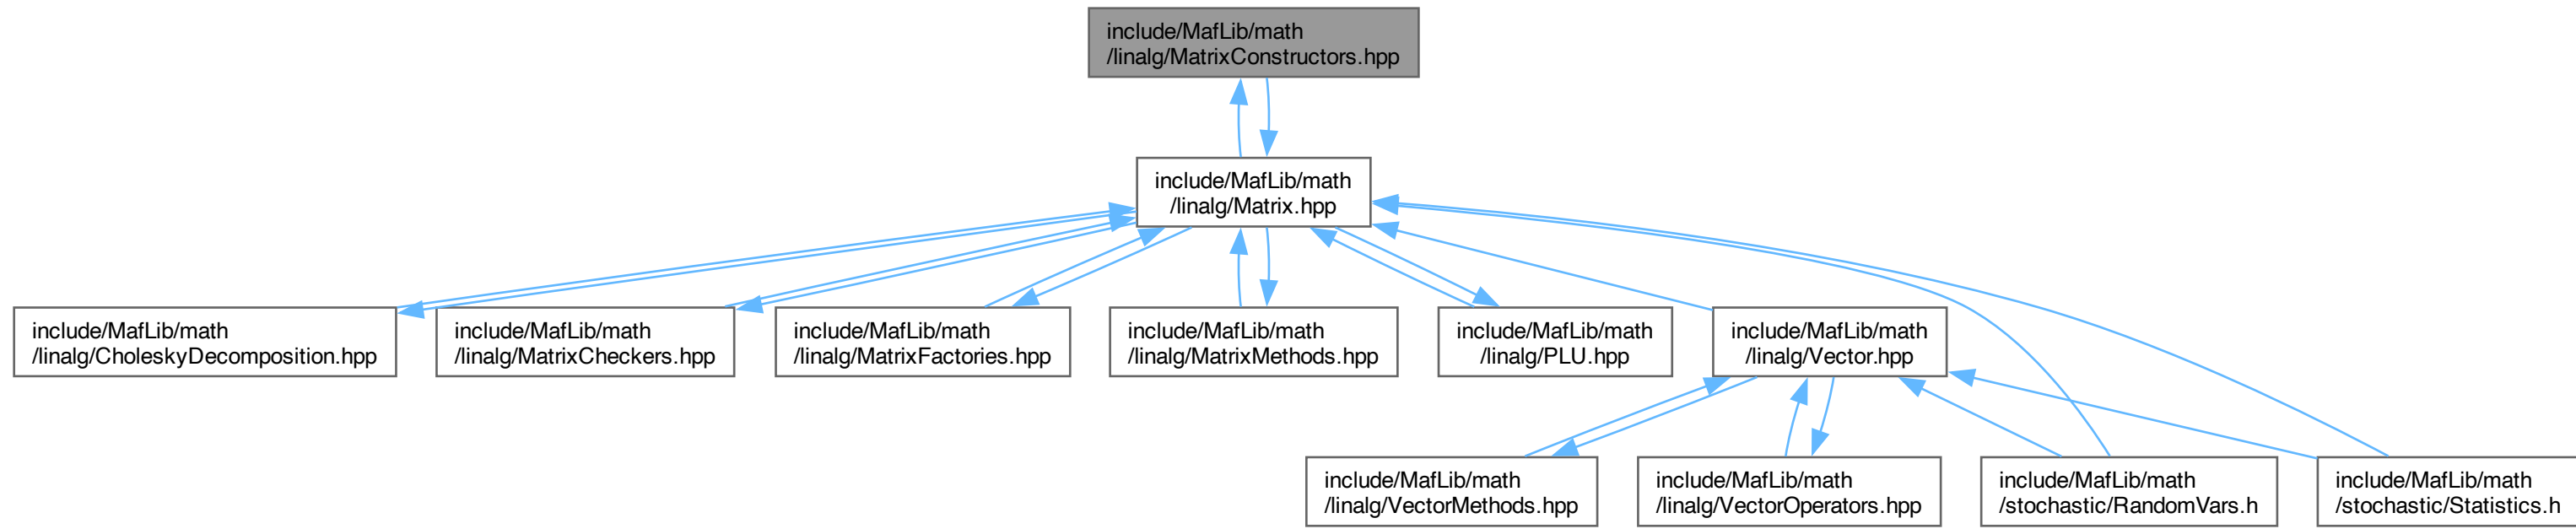 include/MafLib/math
/linalg/MatrixConstructors.hpp
include/MafLib/math
/linalg/Matrix.hpp
include/MafLib/math
/linalg/CholeskyDecomposition.hpp
include/MafLib/math
/linalg/MatrixCheckers.hpp
include/MafLib/math
/linalg/MatrixFactories.hpp
include/MafLib/math
/linalg/MatrixMethods.hpp
include/MafLib/math
/linalg/PLU.hpp
include/MafLib/math
/linalg/Vector.hpp
include/MafLib/math
/linalg/VectorMethods.hpp
include/MafLib/math
/linalg/VectorOperators.hpp
include/MafLib/math
/stochastic/RandomVars.h
include/MafLib/math
/stochastic/Statistics.h